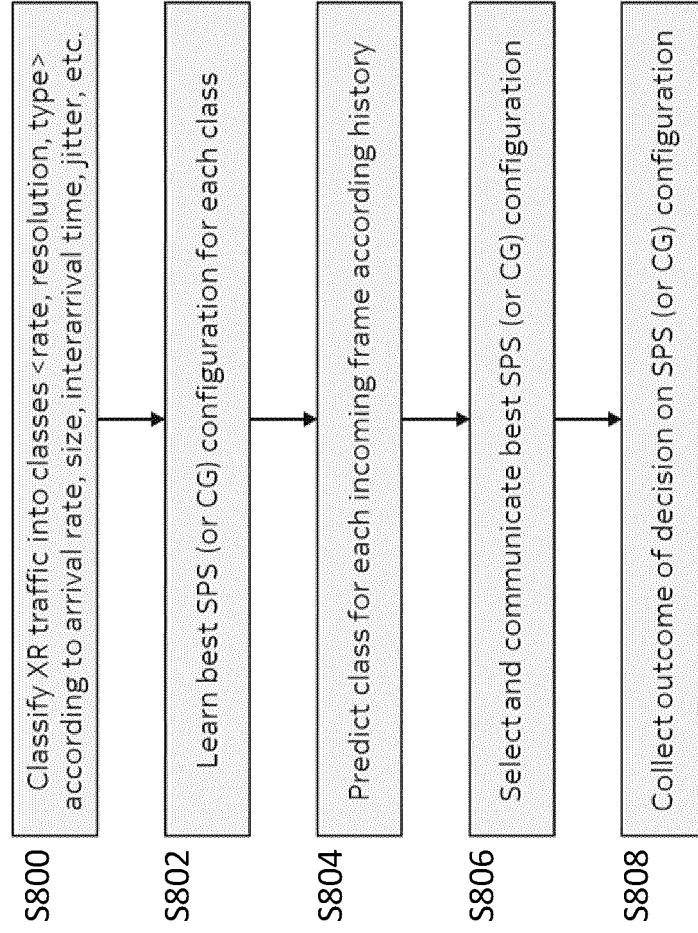 S800
Classify XR traffic into classes <rate, resolution, type>
according to arrival rate, size, interarrival time, jitter, etc.
S802
Learn best SPS (or CG) configuration for each class
S804
Predict class for each incoming frame according history
S806
Select and communicate best SPS (or CG) configuration
S808
Collect outcome of decision on SPS (or CG) configuration